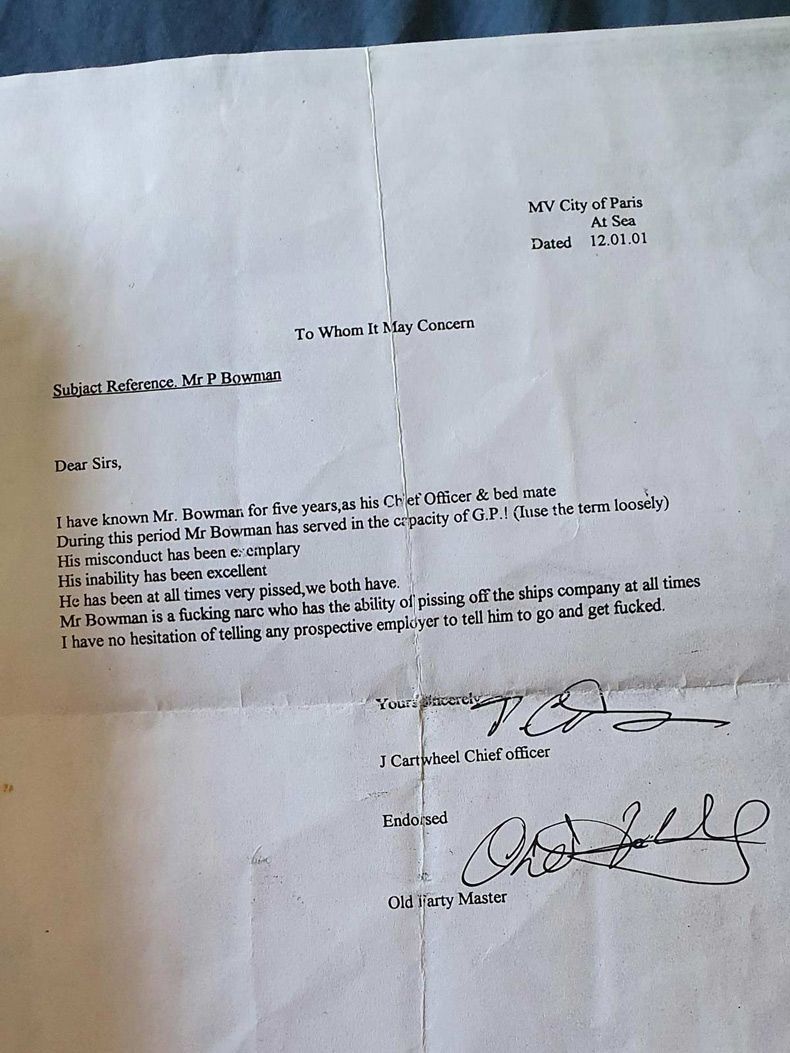 MV City of Paris
At Sea
Dated 12.01.01
To Whom It May Concern
Subjact Reference. Mr P Bowman
Dear Sirs,
I have known Mr. Bowman for five years,as his Chief Officer & bed mate
During this period Mr Bowman has served in the capacity of G.P.! (Iuse the term loosely)
His misconduct has been exemplary
His inability has been excellent
He has been at all times very pissed,we both have.
Mr Bowman is a fucking narc who has the ability of pissing off the ships company at all times
I have no hesitation of telling any prospective employer to tell him to go and get fucked.
Yours sincerely
J Cartwheel Chief officer
Endorsed
Old Farty Master